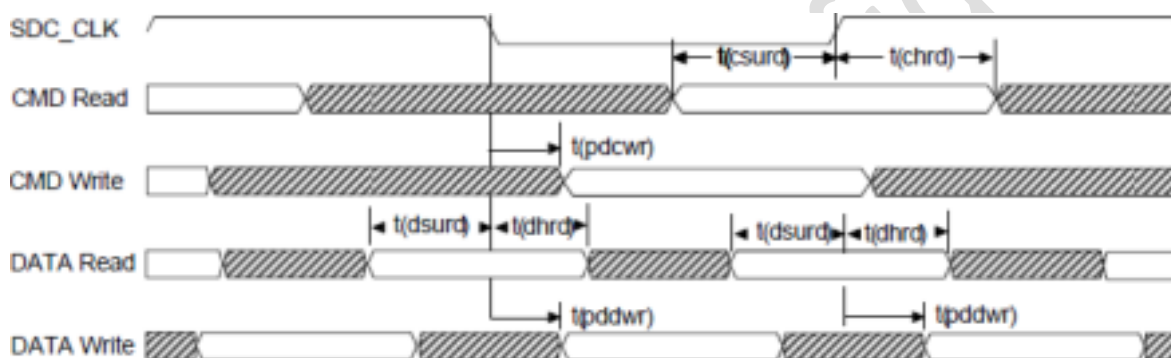 SDC_CLK
t(csurd) t(chrd)
CMD Read
t(pdcwr)
CMD Write
t(dsurd) t(dhrd) t(dsurd) t(dhrd)
DATA Read
t(pddwr) t(pddwr)
DATA Write